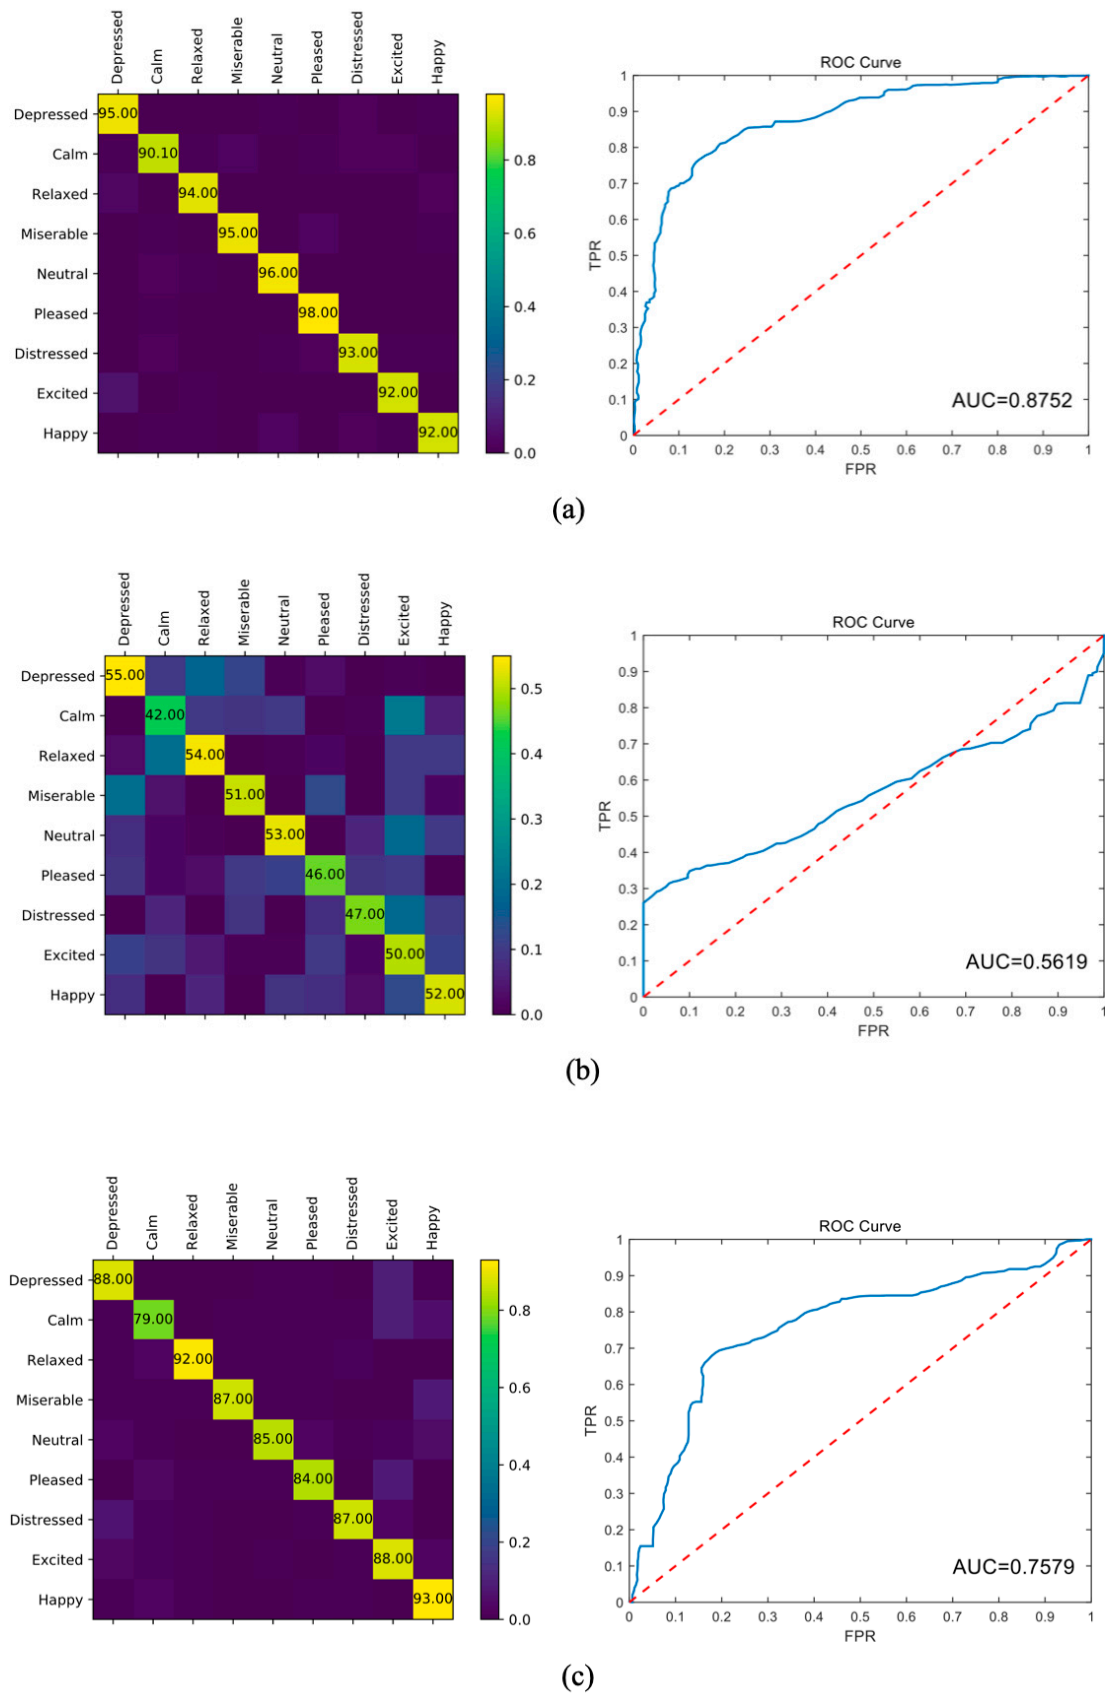 Depressed
Calm
Relaxed
Miserable
Neutral
Pleased
Distressed
Excited
Happy
Depressed
95.00
Calm
90.10
Relaxed
94.00
Miserable
95.00
Neutral
96.00
Pleased
98.00
Distressed
93.00
Excited
92.00
Happy
92.00
0.8
0.6
0.4
0.2
0.0
ROC Curve
1
0.9
0.8
0.7
0.6
0.5
0.4
0.3
0.2
0.1
0
TPR
AUC=0.8752
0 0.1 0.2 0.3 0.4 0.5 0.6 0.7 0.8 0.9 1
FPR
(a)
Depressed
Calm
Relaxed
Miserable
Neutral
Pleased
Distressed
Excited
Happy
Depressed
55.00
Calm
42.00
Relaxed
54.00
Miserable
51.00
Neutral
53.00
Pleased
46.00
Distressed
47.00
Excited
50.00
Happy
52.00
0.5
0.4
0.3
0.2
0.1
0.0
ROC Curve
1
0.9
0.8
0.7
0.6
0.5
0.4
0.3
0.2
0.1
0
TPR
AUC=0.5619
0 0.1 0.2 0.3 0.4 0.5 0.6 0.7 0.8 0.9 1
FPR
(b)
Depressed
Calm
Relaxed
Miserable
Neutral
Pleased
Distressed
Excited
Happy
Depressed
88.00
Calm
79.00
Relaxed
92.00
Miserable
87.00
Neutral
85.00
Pleased
84.00
Distressed
87.00
Excited
88.00
Happy
93.00
0.8
0.6
0.4
0.2
0.0
ROC Curve
1
0.9
0.8
0.7
0.6
0.5
0.4
0.3
0.2
0.1
0
TPR
AUC=0.7579
0 0.1 0.2 0.3 0.4 0.5 0.6 0.7 0.8 0.9 1
FPR
(c)